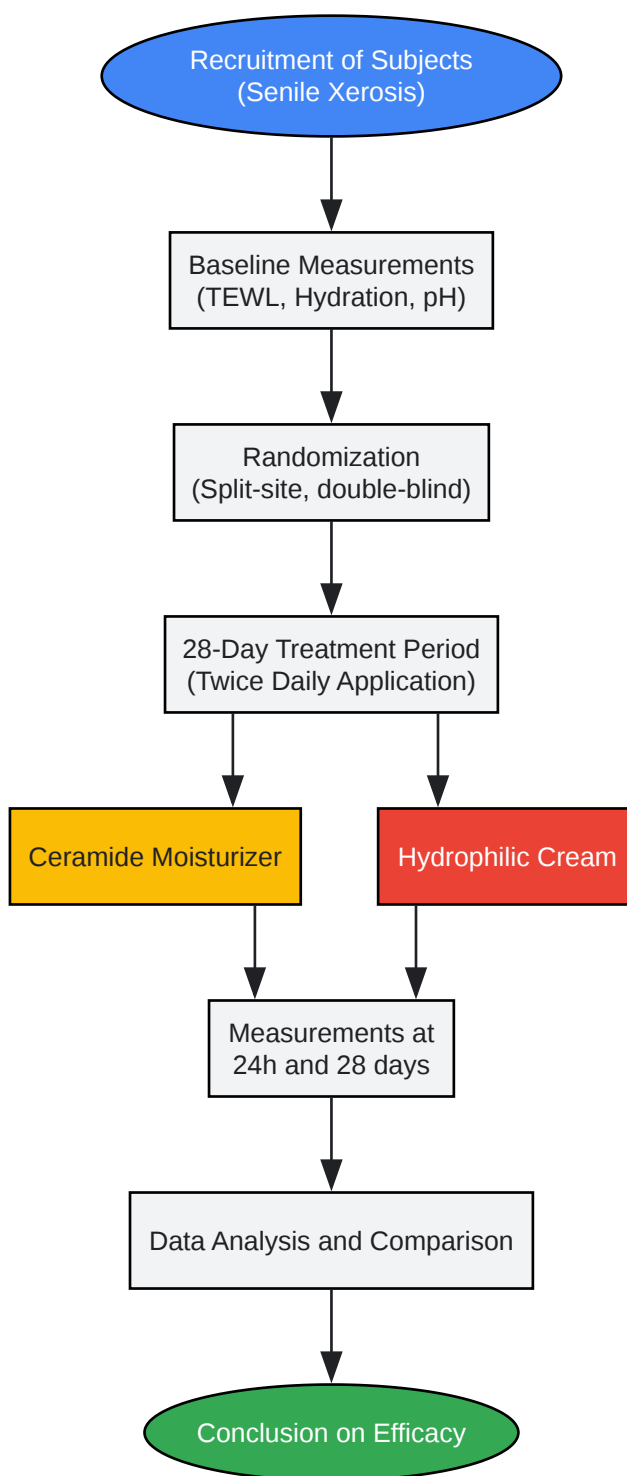 Recruitment of Subjects
(Senile Xerosis)
Baseline Measurements
(TEWL, Hydration, pH)
Randomization
(Split-site, double-blind)
28-Day Treatment Period
(Twice Daily Application)
Ceramide Moisturizer
Hydrophilic Cream
Measurements at
24h and 28 days
Data Analysis and Comparison
Conclusion on Efficacy